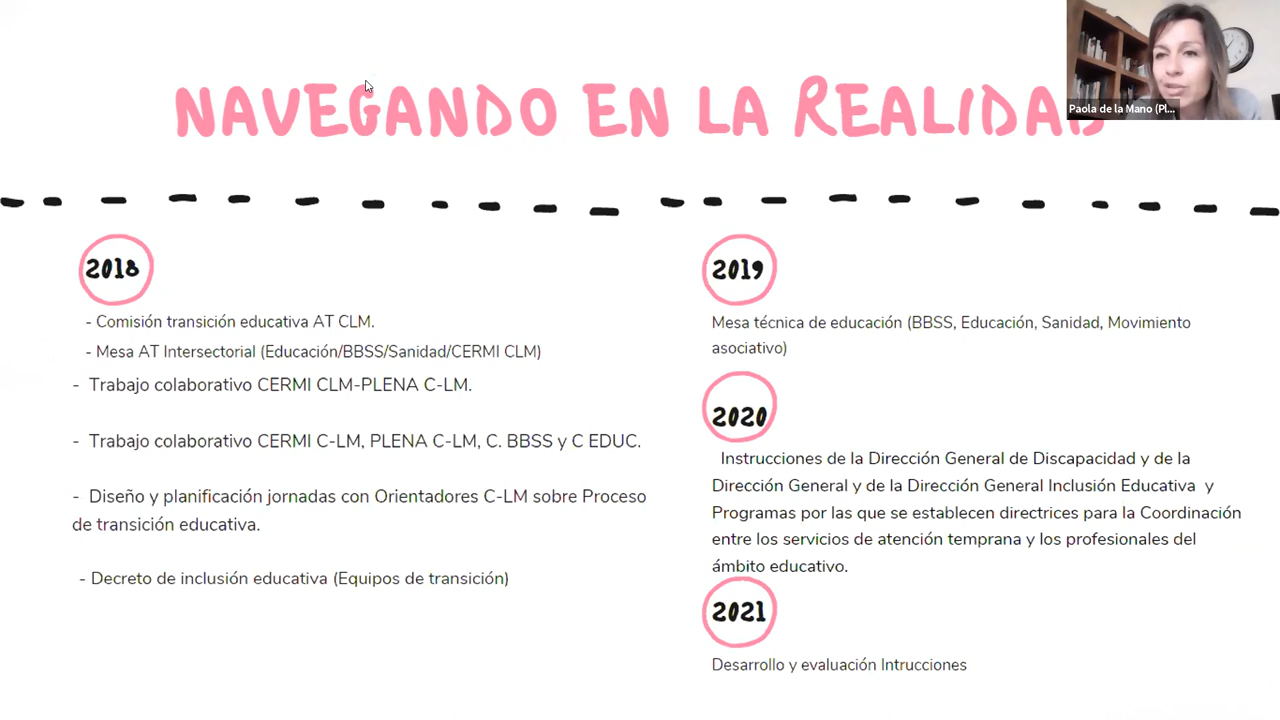 NAVEGANDO EN LA REALIDAD
Paola de la Mano (Pl...
2018
- Comisión transición educativa AT CLM.
- Mesa AT Intersectorial (Educación/BBSS/Sanidad/CERMI CLM)
- Trabajo colaborativo CERMI CLM-PLENA C-LM.
- Trabajo colaborativo CERMI C-LM, PLENA C-LM, C. BBSS y C EDUC.
- Diseño y planificación jornadas con Orientadores C-LM sobre Proceso
de transición educativa.
- Decreto de inclusión educativa (Equipos de transición)
2019
Mesa técnica de educación (BBSS, Educación, Sanidad, Movimiento
asociativo)
2020
Instrucciones de la Dirección General de Discapacidad y de la
Dirección General y de la Dirección General Inclusión Educativa y
Programas por las que se establecen directrices para la Coordinación
entre los servicios de atención temprana y los profesionales del
ámbito educativo.
2021
Desarrollo y evaluación Intrucciones